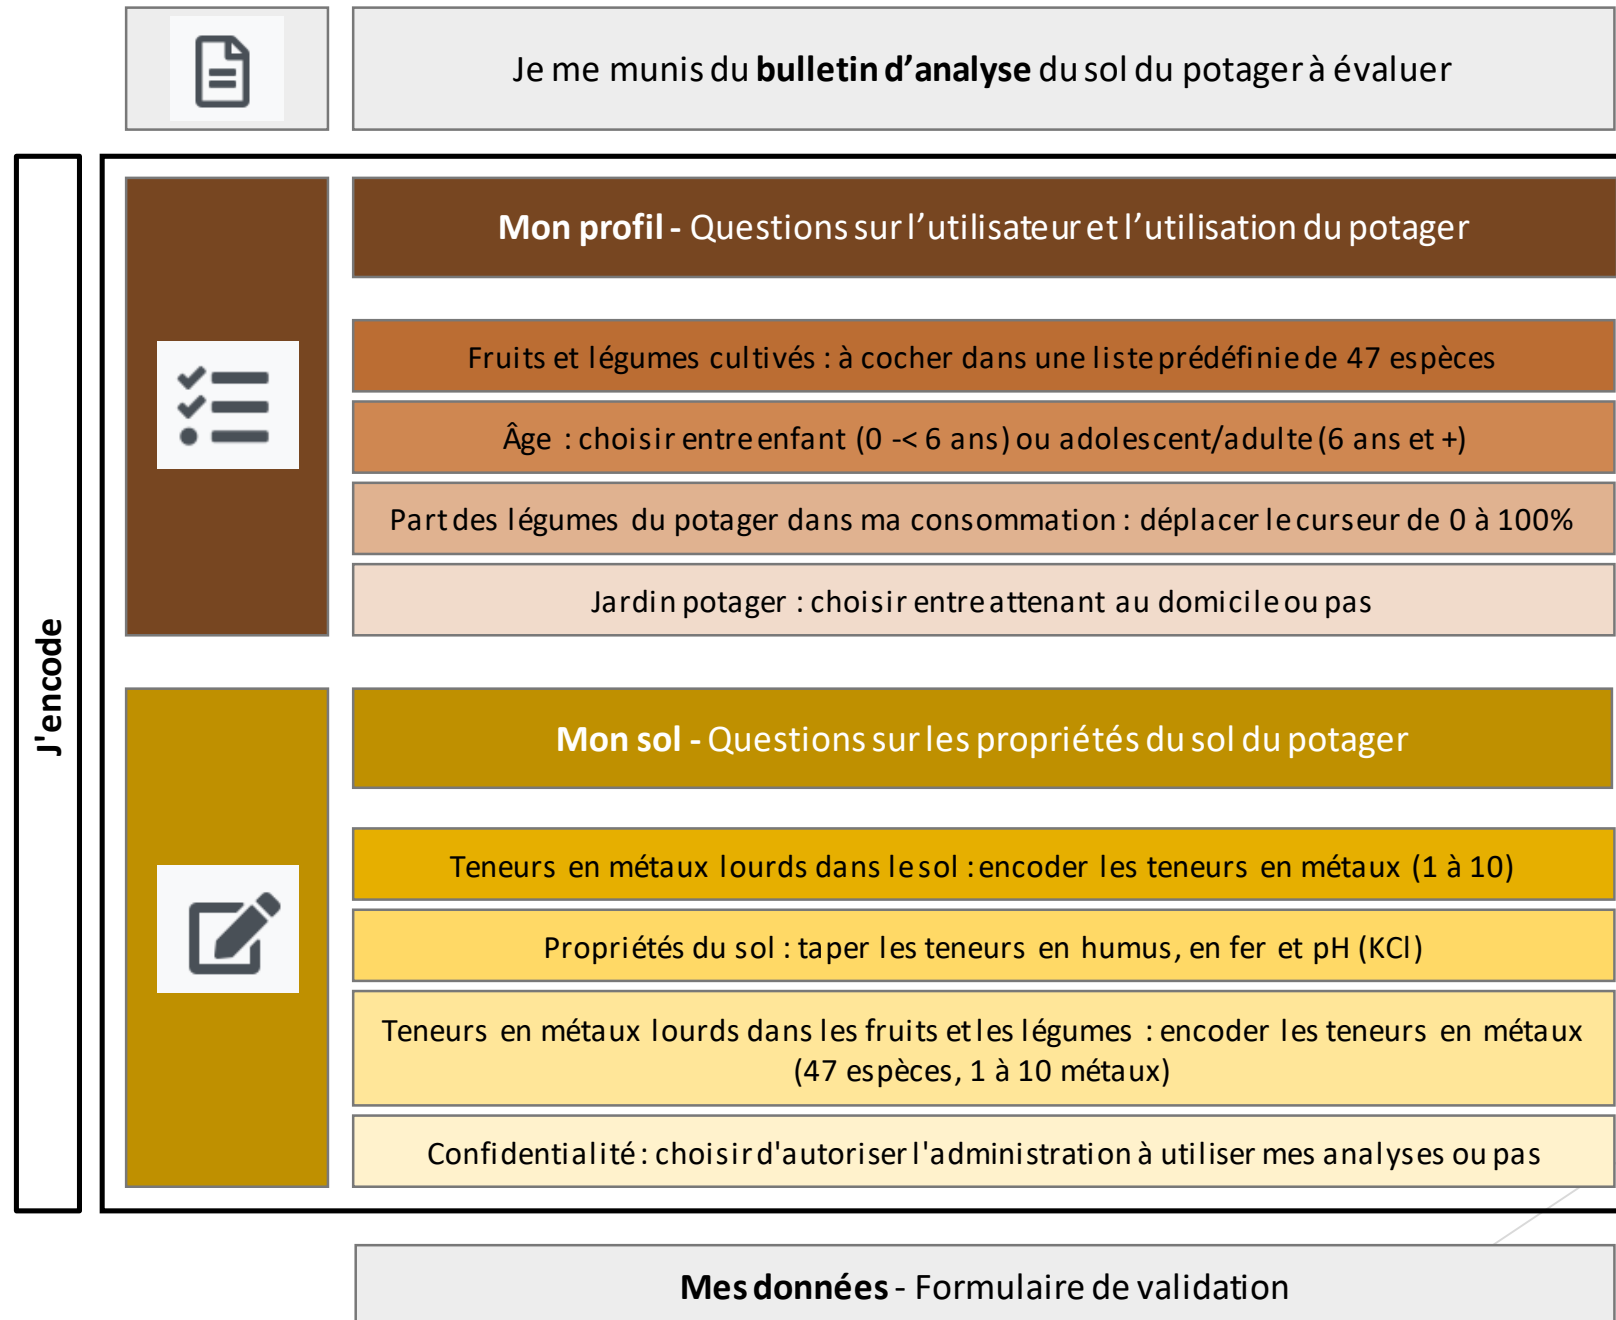 Je me munis du bulletin d’analyse du sol du potager à évaluer
J'encode
Mon profil - Questions sur l’utilisateur et l’utilisation du potager
Fruits et légumes cultivés : à cocher dans une liste prédéfinie de 47 espèces
Âge : choisir entre enfant (0 -< 6 ans) ou adolescent/adulte (6 ans et +)
Part des légumes du potager dans ma consommation : déplacer le curseur de 0 à 100%
Jardin potager : choisir entre attenant au domicile ou pas
Mon sol - Questions sur les propriétés du sol du potager
Teneurs en métaux lourds dans le sol : encoder les teneurs en métaux (1 à 10)
Propriétés du sol : taper les teneurs en humus, en fer et pH (KCl)
Teneurs en métaux lourds dans les fruits et les légumes : encoder les teneurs en métaux
(47 espèces, 1 à 10 métaux)
Confidentialité : choisir d'autoriser l'administration à utiliser mes analyses ou pas
Mes données - Formulaire de validation